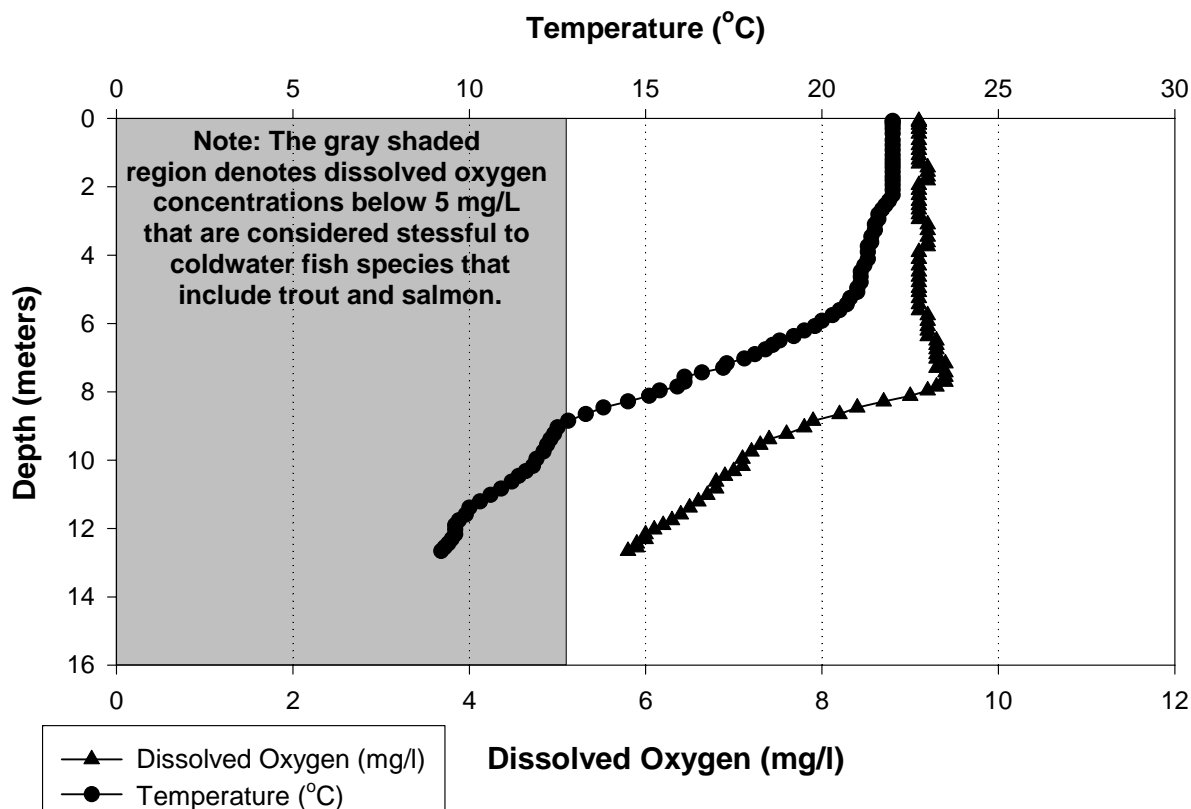 Temperature (°C)
0 5 10 15 20 25 30
Note: The gray shaded
region denotes dissolved oxygen
concentrations below 5 mg/L
that are considered stessful to
coldwater fish species that
include trout and salmon.
Depth (meters)
0
2
4
6
8
10
12
14
16
0 2 4 6 8 10 12
Dissolved Oxygen (mg/l)
Dissolved Oxygen (mg/l)
Temperature (°C)